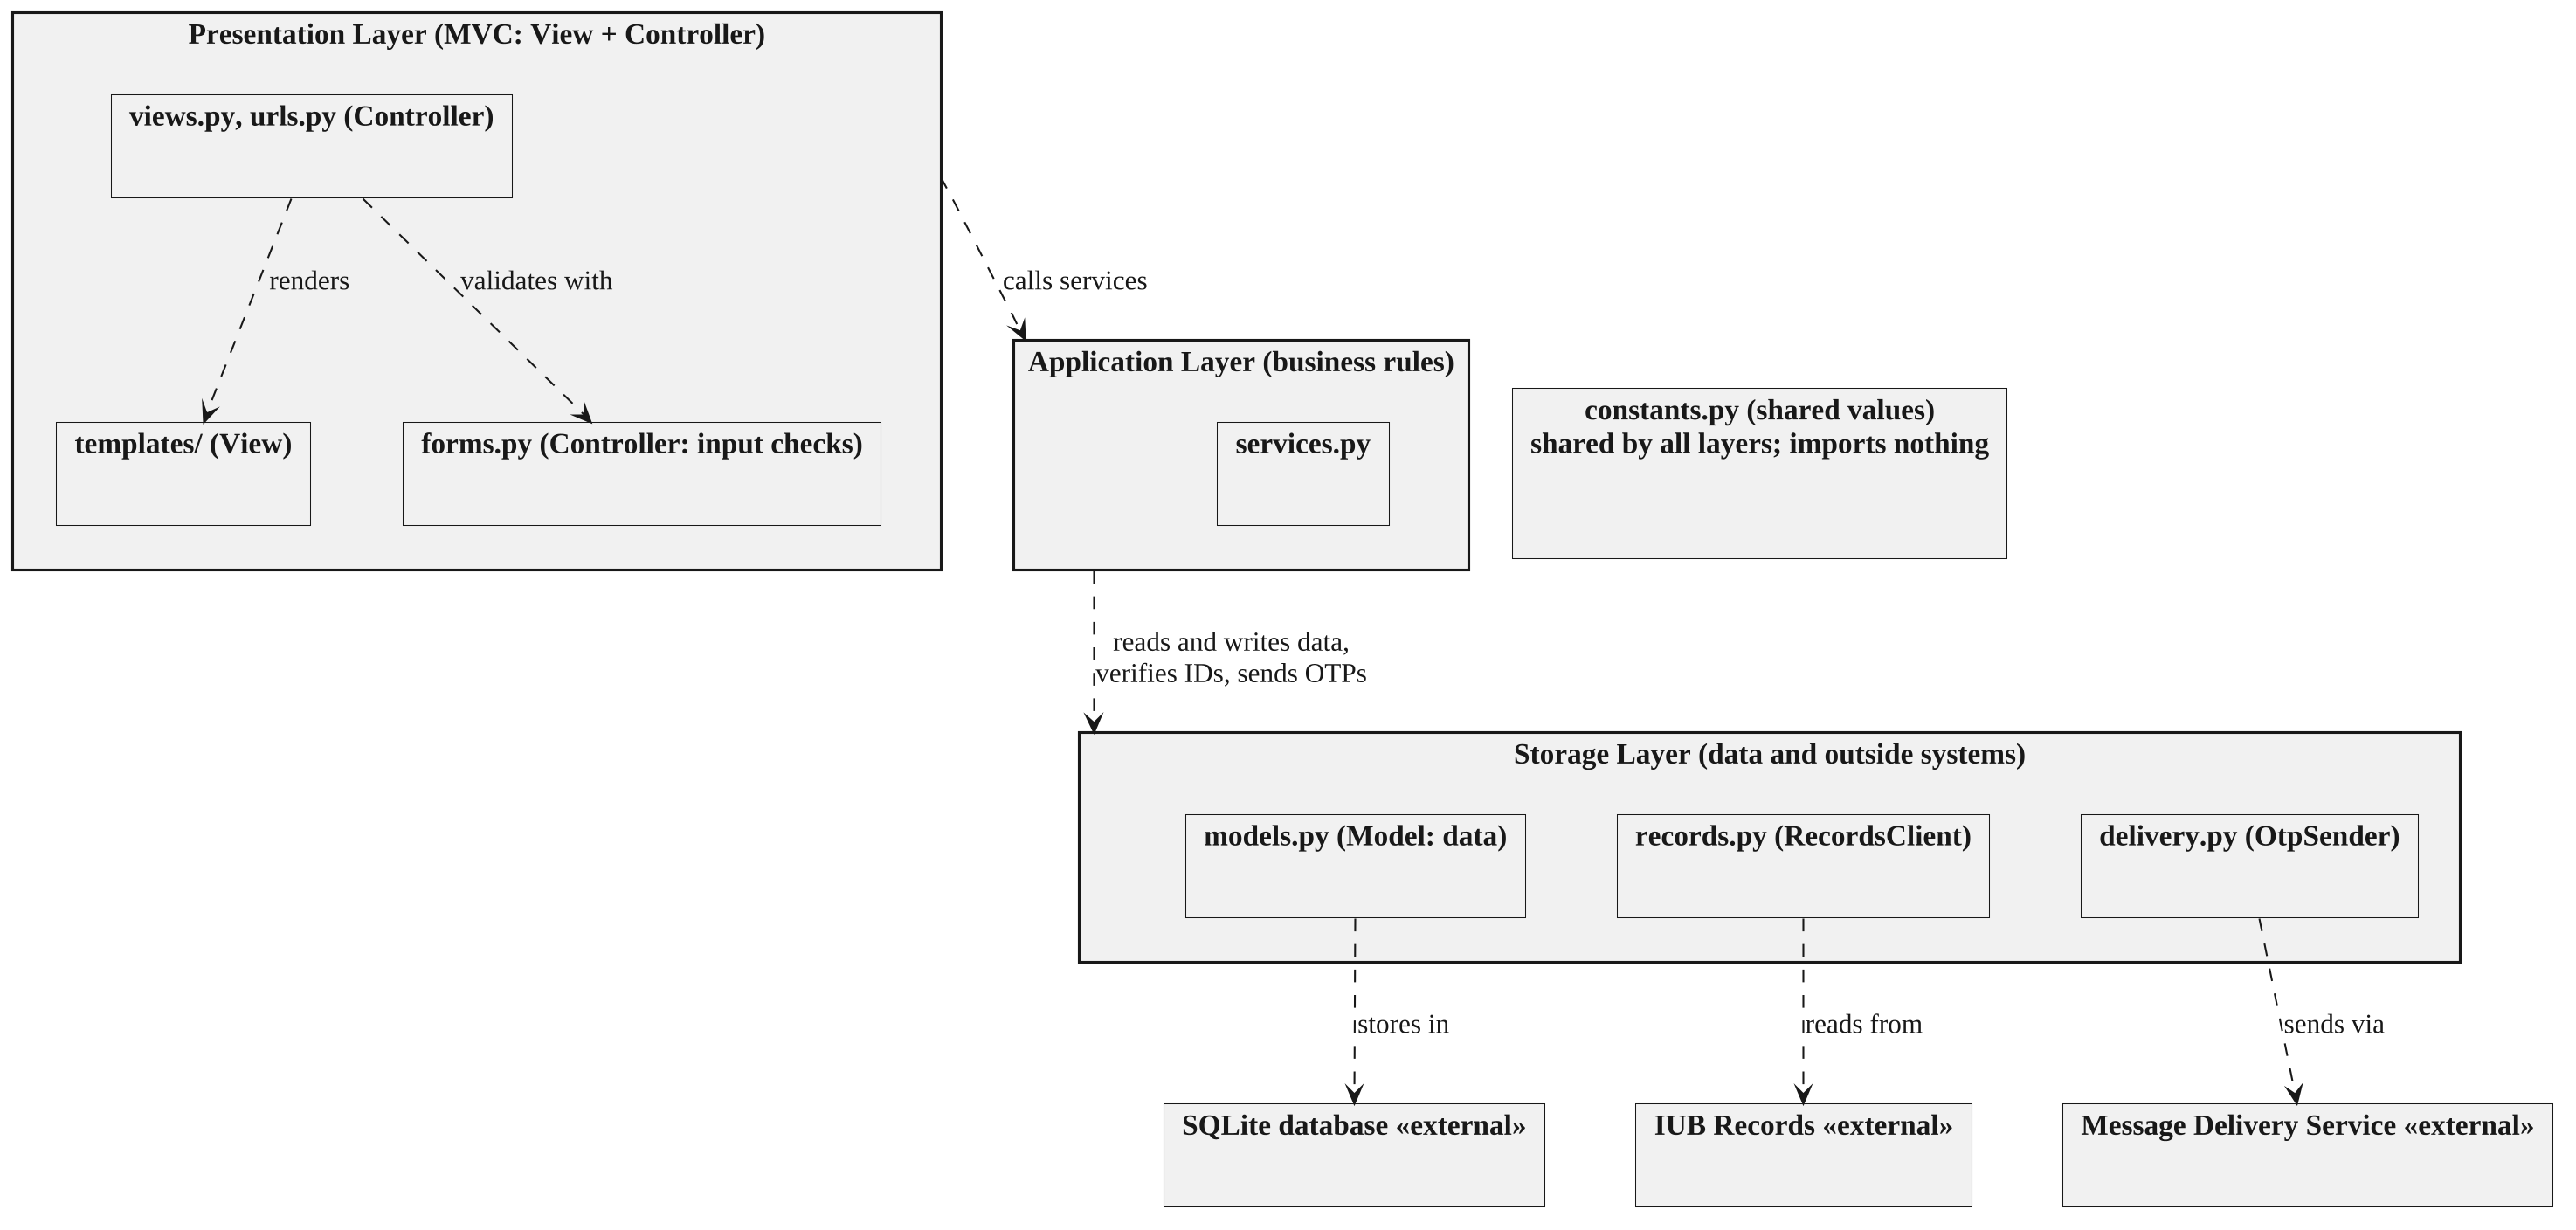 Presentation Layer (MVC: View + Controller)
views.py, urls.py (Controller)
renders
validates with
calls services
templates/ (View)
forms.py (Controller: input checks)
Application Layer (business rules)
services.py
constants.py (shared values)
shared by all layers; imports nothing
reads and writes data,
verifies IDs, sends OTPs
Storage Layer (data and outside systems)
models.py (Model: data)
records.py (RecordsClient)
delivery.py (OtpSender)
stores in
reads from
sends via
SQLite database «external»
IUB Records «external»
Message Delivery Service «external»